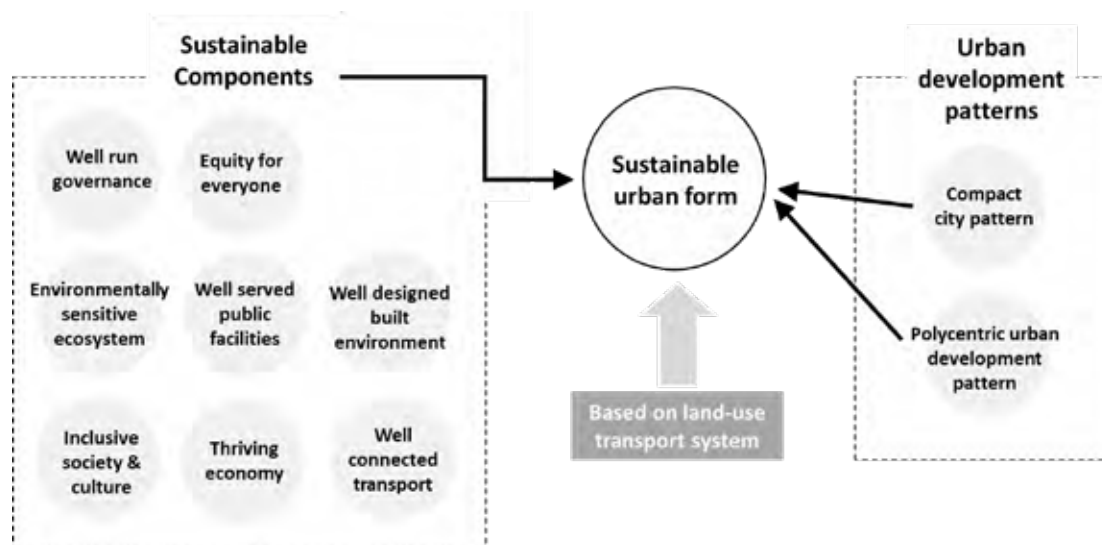 Sustainable
Components
Well run
governance
Equity for
everyone
Environmentally
sensitive
ecosystem
Well served
public
facilities
Well designed
built
environment
Inclusive
society &
culture
Thriving
economy
Well
connected
transport
Sustainable
urban form
Based on land-use
transport system
Urban
development
patterns
Compact
city pattern
Polycentric urban
development
pattern